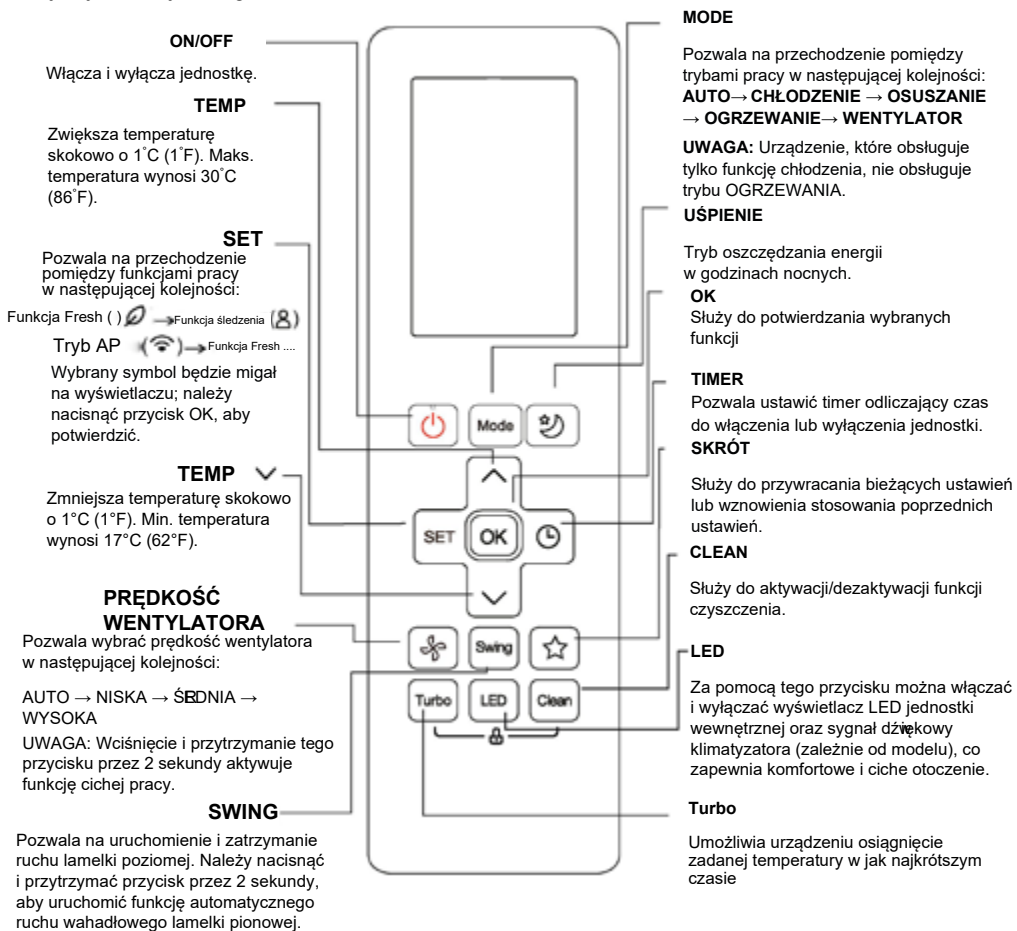 ON/OFF
Włącza i wyłącza jednostkę.
TEMP
Zwiększa temperaturę
skokowo o 1°C (1°F). Maks.
temperatura wynosi 30°C
(86°F).
SET
Pozwala na przechodzenie
pomiędzy funkcjami pracy
w następującej kolejności:
Funkcja Fresh ( ) → Funkcja śledzenia ( )
Tryb AP ( ) → Funkcja Fresh ....
Wybrany symbol będzie migał
na wyświetlaczu; należy
nacisnąć przycisk OK, aby
potwierdzić.
TEMP
Zmniejsza temperaturę skokowo
o 1°C (1°F). Min. temperatura
wynosi 17°C (62°F).
PRĘDKOŚĆ
WENTYLATORA
Pozwala wybrać prędkość wentylatora
w następującej kolejności:
AUTO → NISKA → ŚREDNIA →
WYSOKA
UWAGA: Wciśnięcie i przytrzymanie tego
przycisku przez 2 sekundy aktywuje
funkcję cichej pracy.
SWING
Pozwala na uruchomienie i zatrzymanie
ruchu lamelki poziomej. Należy nacisnąć
i przytrzymać przycisk przez 2 sekundy,
aby uruchomić funkcję automatycznego
ruchu wahadłowego lamelki pionowej.
Mode
SET
OK
Swing
Turbo
LED
Clean
MODE
Pozwala na przechodzenie pomiędzy
trybami pracy w następującej kolejności:
AUTO→ CHŁODZENIE → OSUSZANIE
→ OGRZEWANIE→ WENTYLATOR
UWAGA: Urządzenie, które obsługuje
tylko funkcję chłodzenia, nie obsługuje
trybu OGRZEWANIA.
UŚPIENIE
Tryb oszczędzania energii
w godzinach nocnych.
OK
Służy do potwierdzania wybranych
funkcji
TIMER
Pozwala ustawić timer odliczający czas
do włączenia lub wyłączenia jednostki.
SKRÓT
Służy do przywracania bieżących ustawień
lub wznowienia stosowania poprzednich
ustawień.
CLEAN
Służy do aktywacji/dezaktywacji funkcji
czyszczenia.
LED
Za pomocą tego przycisku można włączać
i wyłączać wyświetlacz LED jednostki
wewnętrznej oraz sygnał dźwiękowy
klimatyzatora (zależnie od modelu), co
zapewnia komfortowe i ciche otoczenie.
Turbo
Umożliwia urządzeniu osiągnięcie
zadanej temperatury w jak najkrótszym
czasie